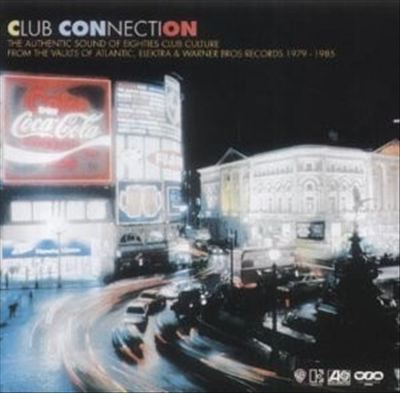 CLUB CONNECTION
THE AUTHENTIC SOUND OF EIGHTIES CLUB CULTURE
FROM THE VAULTS OF ATLANTIC, ELEKTRA & WARNER BROS RECORDS 1979 - 1985
Coca-Cola